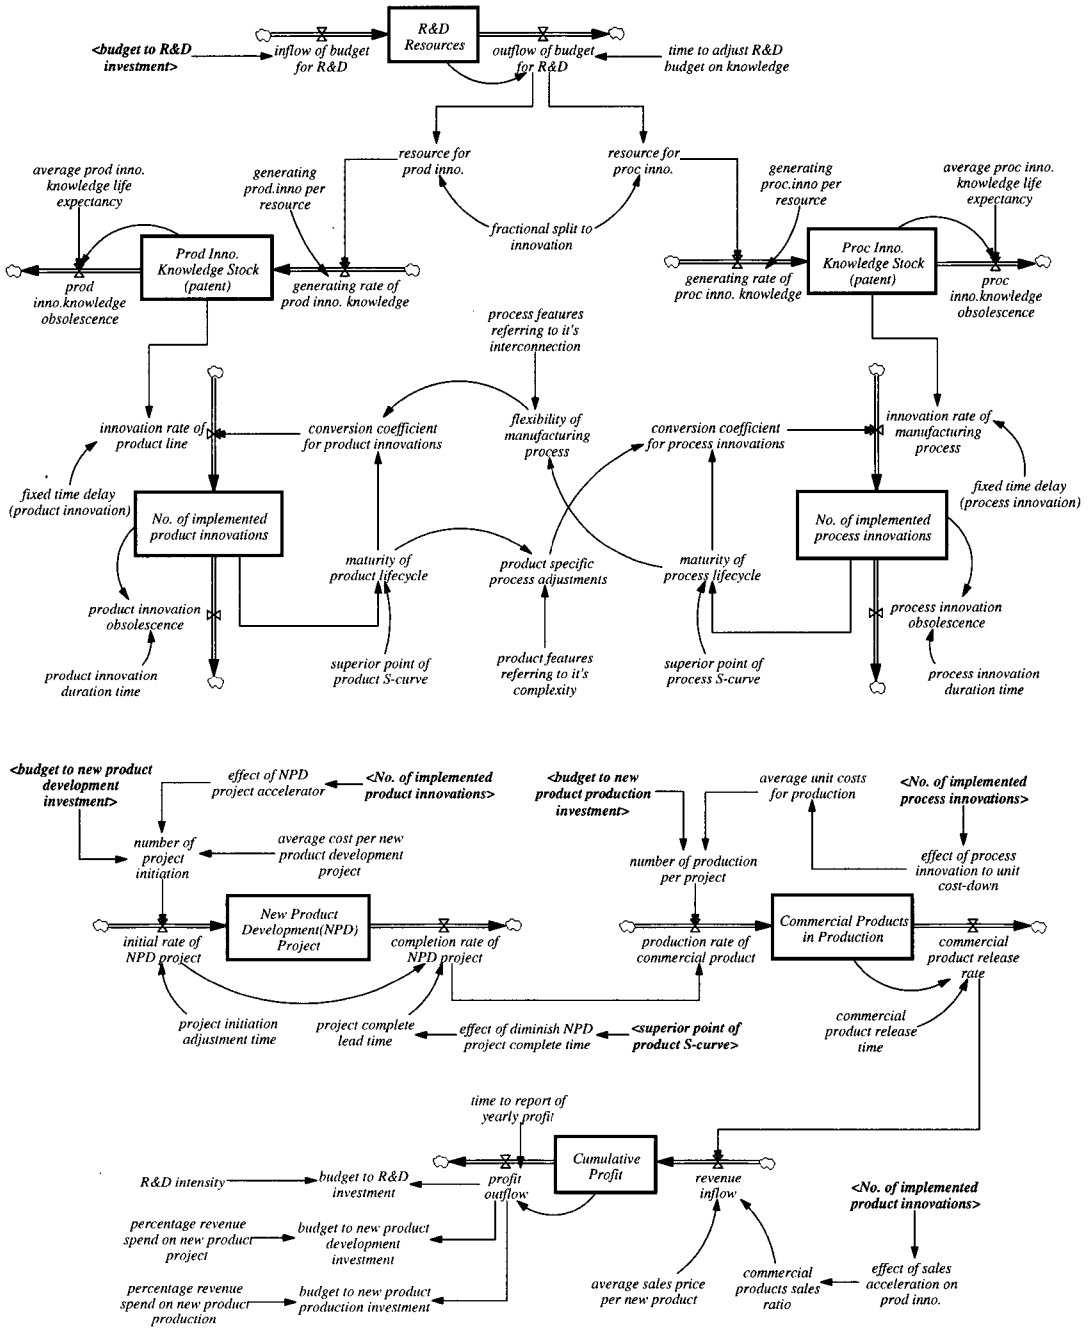 R&D
Resources
<budget to R&D
investment>
inflow of budget
for R&D
outflow of budget
for R&D
time to adjust R&D
budget on knowledge
resource for
prod inno.
resource for
proc inno.
average prod inno.
knowledge life
expectancy
generating
prod.inno per
resource
generating
proc.inno per
resource
average proc inno.
knowledge life
expectancy
fractional split to
innovation
Prod Inno.
Knowledge Stock
(patent)
Proc Inno.
Knowledge Stock
(patent)
prod
inno.knowledge
obsolescence
generating rate of
prod inno. knowledge
generating rate of
proc inno. knowledge
proc
inno.knowledge
obsolescence
process features
referring to it's
interconnection
innovation rate of
product line
conversion coefficient
for product innovations
flexibility of
manufacturing
process
conversion coefficient
for process innovations
innovation rate of
manufacturing
process
fixed time delay
(product innovation)
fixed time delay
(process innovation)
No. of implemented
product innovations
No. of implemented
process innovations
maturity of
product lifecycle
product specific
process adjustments
maturity of
process lifecycle
product innovation
obsolescence
process innovation
obsolescence
product innovation
duration time
superior point of
product S-curve
product features
referring to it's
complexity
superior point of
process S-curve
process innovation
duration time
<budget to new product
development
investment>
effect of NPD
project accelerator
<No. of implemented
product innovations>
<budget to new
product production
investment>
average unit costs
for production
<No. of implemented
process innovations>
number of
project
initiation
average cost per new
product development
project
number of production
per project
effect of process
innovation to unit
cost-down
New Product
Development(NPD)
Project
Commercial Products
in Production
initial rate of
NPD project
completion rate of
NPD project
production rate of
commercial product
commercial
product release
rate
project initiation
adjustment time
project complete
lead time
effect of diminish NPD
project complete time
<superior point of
product S-curve>
commercial
product release
time
time to report of
yearly profit
Cumulative
Profit
R&D intensity
budget to R&D
investment
profit
outflow
revenue
inflow
<No. of implemented
product innovations>
percentage revenue
spend on new product
project
budget to new product
development
investment
percentage revenue
spend on new product
production
budget to new product
production investment
average sales price
per new product
commercial
products sales
ratio
effect of sales
acceleration on
prod inno.